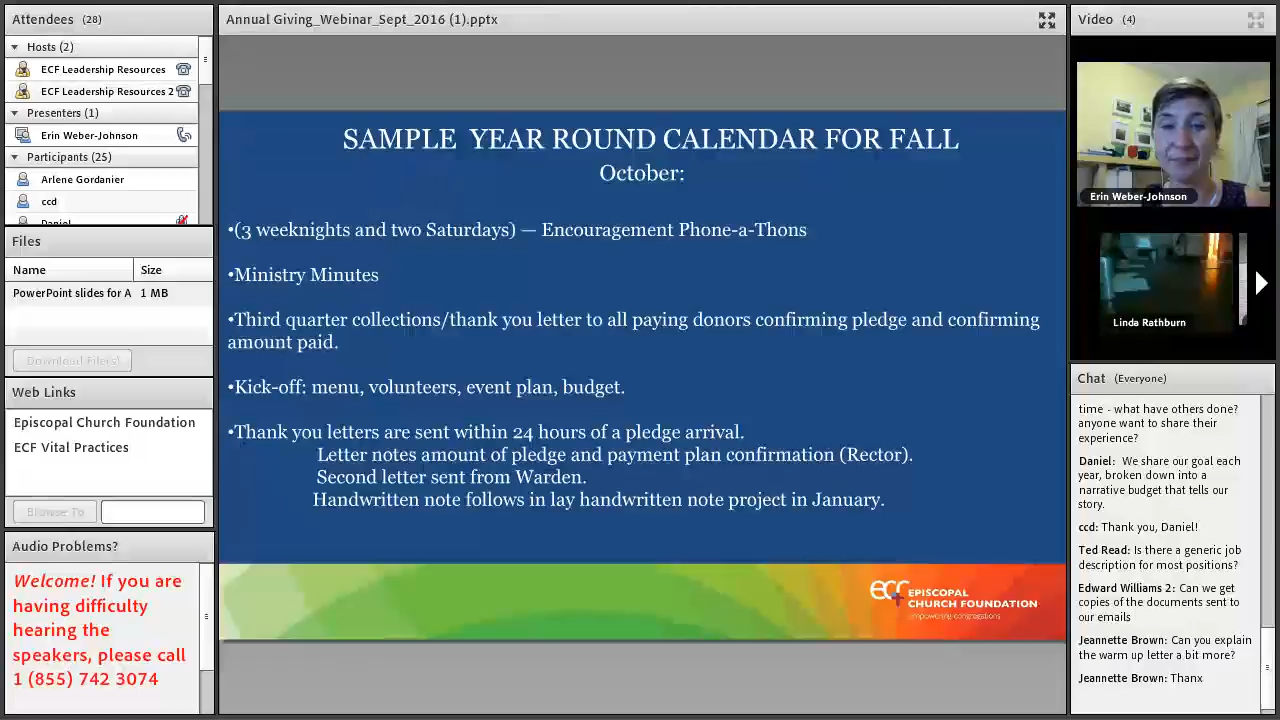 Attendees (28)
Hosts (2)
ECF Leadership Resources
ECF Leadership Resources 2
Presenters (1)
Erin Weber-Johnson
Participants (25)
Arlene Gordanier
ccd
Daniel
Files
Name Size
PowerPoint slides for A 1 MB
Download File(s)
Web Links
Episcopal Church Foundation
ECF Vital Practices
Browse To
Audio Problems?
Welcome! If you are
having difficulty
hearing the
speakers, please call
1 (855) 742 3074
Annual Giving_Webinar_Sept_2016 (1).pptx
SAMPLE YEAR ROUND CALENDAR FOR FALL
October:
•(3 weeknights and two Saturdays) — Encouragement Phone-a-Thons
•Ministry Minutes
•Third quarter collections/thank you letter to all paying donors confirming pledge and confirming
amount paid.
•Kick-off: menu, volunteers, event plan, budget.
•Thank you letters are sent within 24 hours of a pledge arrival.
Letter notes amount of pledge and payment plan confirmation (Rector).
Second letter sent from Warden.
Handwritten note follows in lay handwritten note project in January.
ecf EPISCOPAL
CHURCH FOUNDATION
empowering congregations
Video (4)
Erin Weber-Johnson
Linda Rathburn
Chat (Everyone)
time - what have others done?
anyone want to share their
experience?
Daniel: We share our goal each
year, broken down into a
narrative budget that tells our
story.
ccd: Thank you, Daniel!
Ted Read: Is there a generic job
description for most positions?
Edward Williams 2: Can we get
copies of the documents sent to
our emails
Jeannette Brown: Can you explain
the warm up letter a bit more?
Jeannette Brown: Thanx